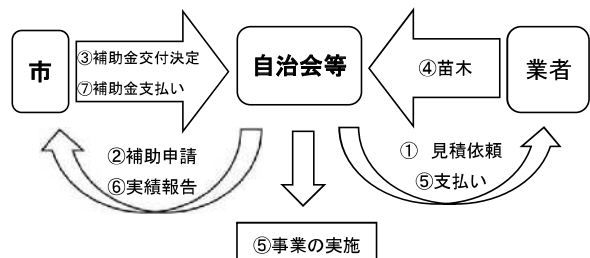 市
③補助金交付決定
⑦補助金支払い
自治会等
④苗木
業者
②補助申請
⑥実績報告
① 見積依頼
⑤支払い
⑤事業の実施